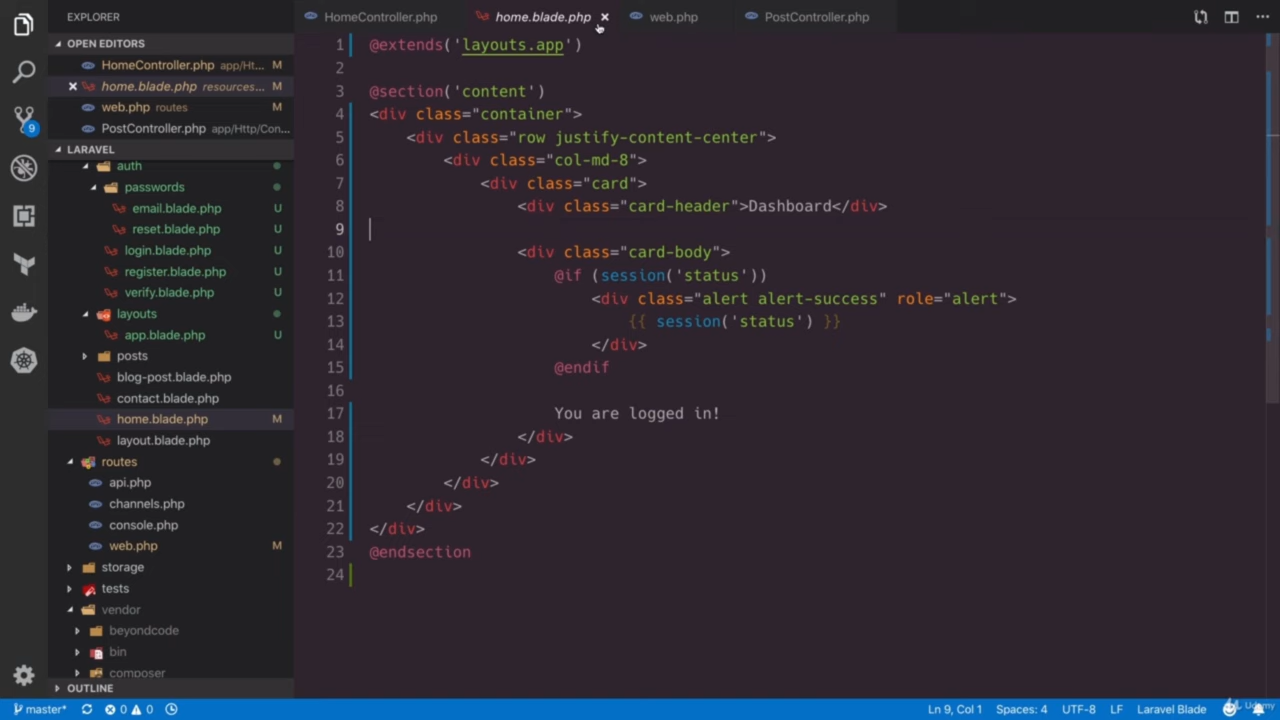 EXPLORER
OPEN EDITORS
HomeController.php app/Ht... M
home.blade.php resources... M
web.php routes M
PostController.php app/Http/Con...
LARAVEL
auth
passwords
email.blade.php U
reset.blade.php U
login.blade.php U
register.blade.php U
verify.blade.php U
layouts
app.blade.php U
posts
blog-post.blade.php
contact.blade.php
home.blade.php M
layout.blade.php
routes
api.php
channels.php
console.php
web.php M
storage
tests
vendor
beyondcode
bin
composer
OUTLINE
9
HomeController.php home.blade.php web.php PostController.php
1 @extends('layouts.app')
2
3 @section('content')
4 <div class="container">
5 <div class="row justify-content-center">
6 <div class="col-md-8">
7 <div class="card">
8 <div class="card-header">Dashboard</div>
9
10 <div class="card-body">
11 @if (session('status'))
12 <div class="alert alert-success" role="alert">
13 {{ session('status') }}
14 </div>
15 @endif
16
17 You are logged in!
18 </div>
19 </div>
20 </div>
21 </div>
22 </div>
23 @endsection
24
master* 0 0 Ln 9, Col 1 Spaces: 4 UTF-8 LF Laravel Blade
Udemy